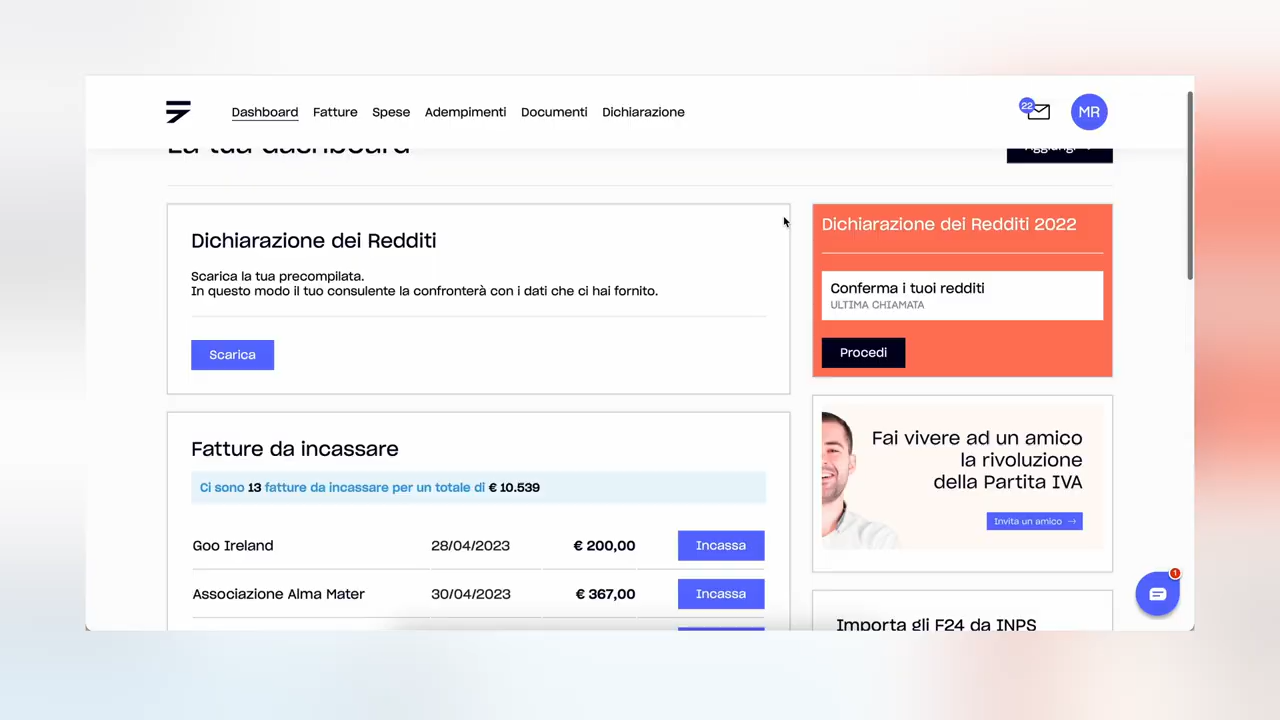 Dashboard Fatture Spese Adempimenti Documenti Dichiarazione
22
MR
La tua dashboard
Aggiungi
Dichiarazione dei Redditi
Scarica la tua precompilata.
In questo modo il tuo consulente la confronterà con i dati che ci hai fornito.
Scarica
Dichiarazione dei Redditi 2022
Conferma i tuoi redditi
ULTIMA CHIAMATA
Procedi
Fatture da incassare
Ci sono 13 fatture da incassare per un totale di € 10.539
Goo Ireland 28/04/2023 € 200,00 Incassa
Associazione Alma Mater 30/04/2023 € 367,00 Incassa
Fai vivere ad un amico
la rivoluzione
della Partita IVA
Invita un amico →
Importa gli F24 da INPS
1